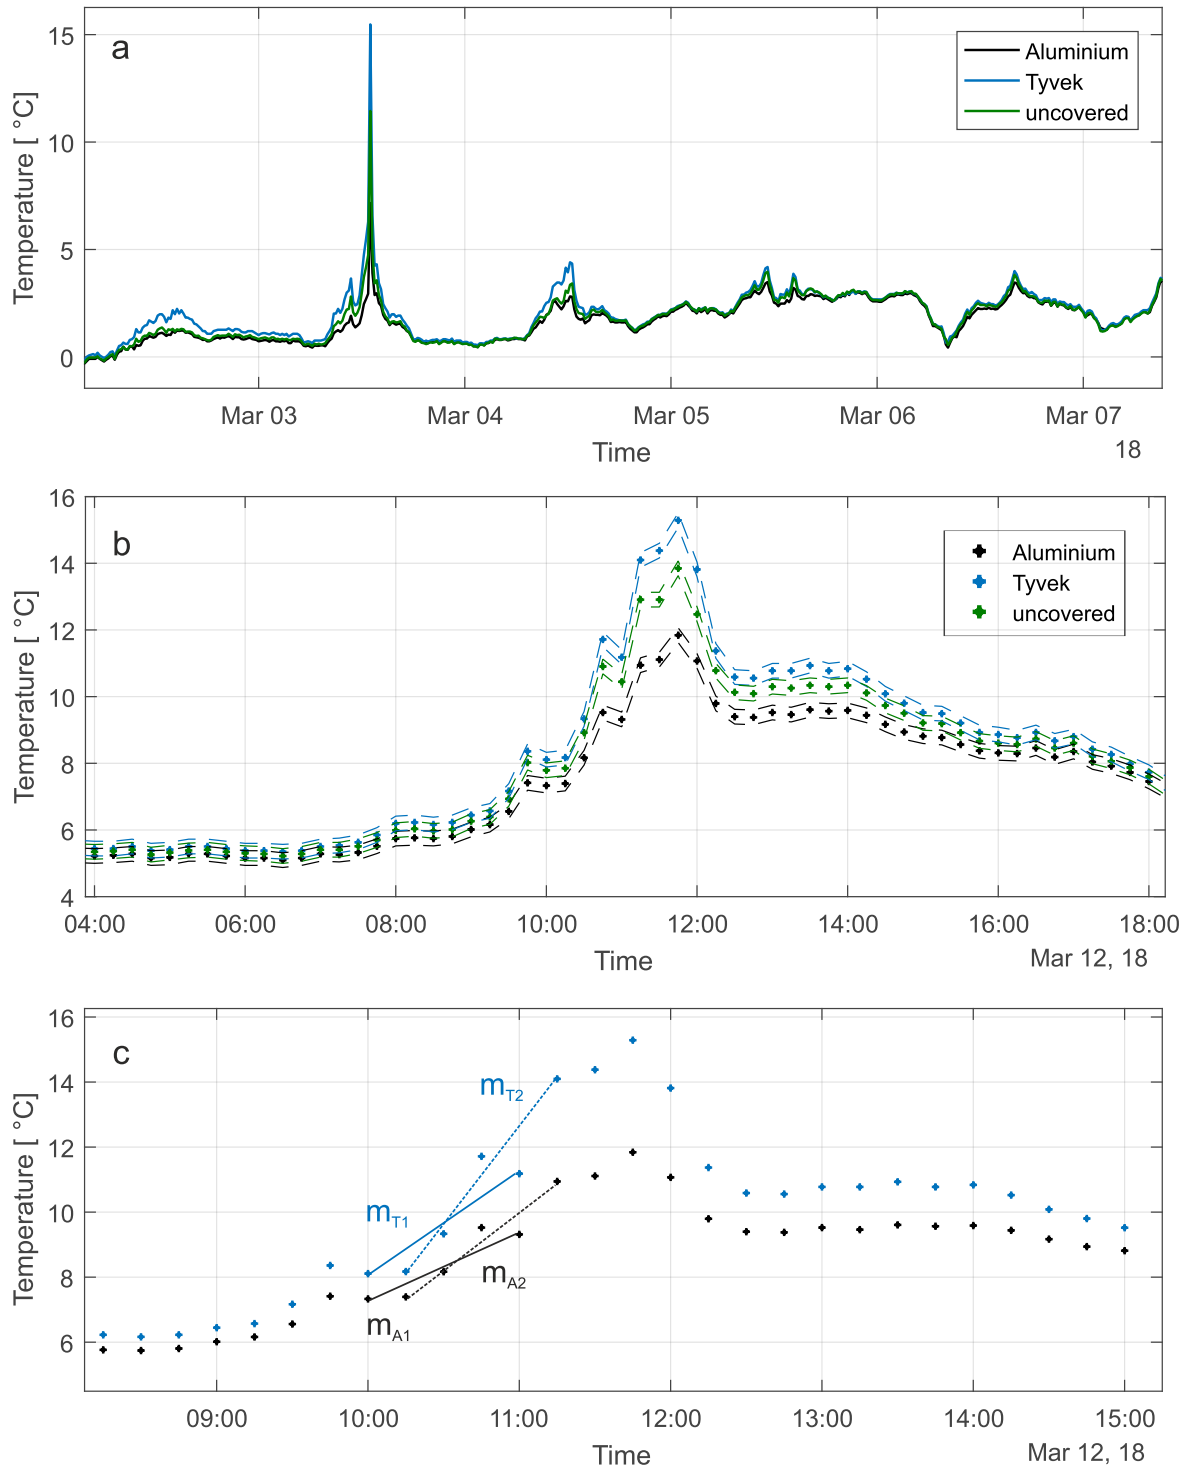 a
Aluminium
Tyvek
uncovered
15
10
5
0
Temperature [ °C]
Mar 03
Mar 04
Mar 05
Mar 06
Mar 07
Time
18
b
Aluminium
Tyvek
uncovered
16
14
12
10
8
6
4
Temperature [ °C]
04:00
06:00
08:00
10:00
12:00
14:00
16:00
18:00
Time
Mar 12, 18
c
16
14
12
10
8
6
Temperature [ °C]
mT2
mT1
mA2
mA1
09:00
10:00
11:00
12:00
13:00
14:00
15:00
Time
Mar 12, 18